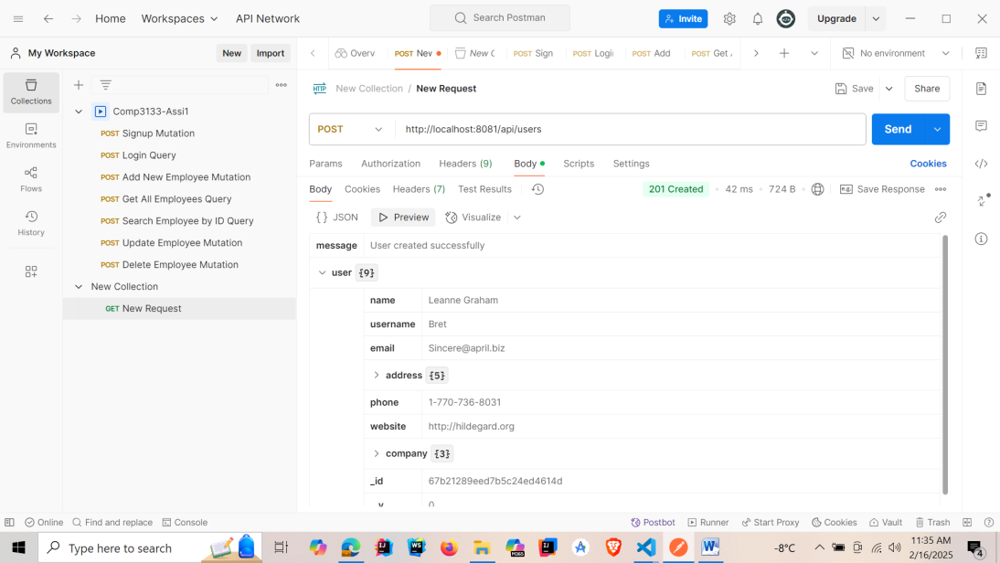 Home Workspaces API Network Search Postman Invite Upgrade
My Workspace New Import Overv POST Nev New C POST Sign POST Logi POST Add POST Get No environment
Collections
Environments
Flows
History
Comp3133-Assi1
POST Signup Mutation
POST Login Query
POST Add New Employee Mutation
POST Get All Employees Query
POST Search Employee by ID Query
POST Update Employee Mutation
POST Delete Employee Mutation
New Collection
GET New Request
HTTP New Collection / New Request Save Share
POST http://localhost:8081/api/users Send
Params Authorization Headers (9) Body Scripts Settings Cookies
Body Cookies Headers (7) Test Results 201 Created 42 ms 724 B Save Response
{ } JSON Preview Visualize
message User created successfully
user {9}
name Leanne Graham
username Bret
email Sincere@april.biz
address {5}
phone 1-770-736-8031
website http://hildegard.org
company {3}
_id 67b21289eed7b5c24ed4614d
Online Find and replace Console Postbot Runner Start Proxy Cookies Vault Trash
Type here to search -8°C 11:35 AM
2/16/2025 4